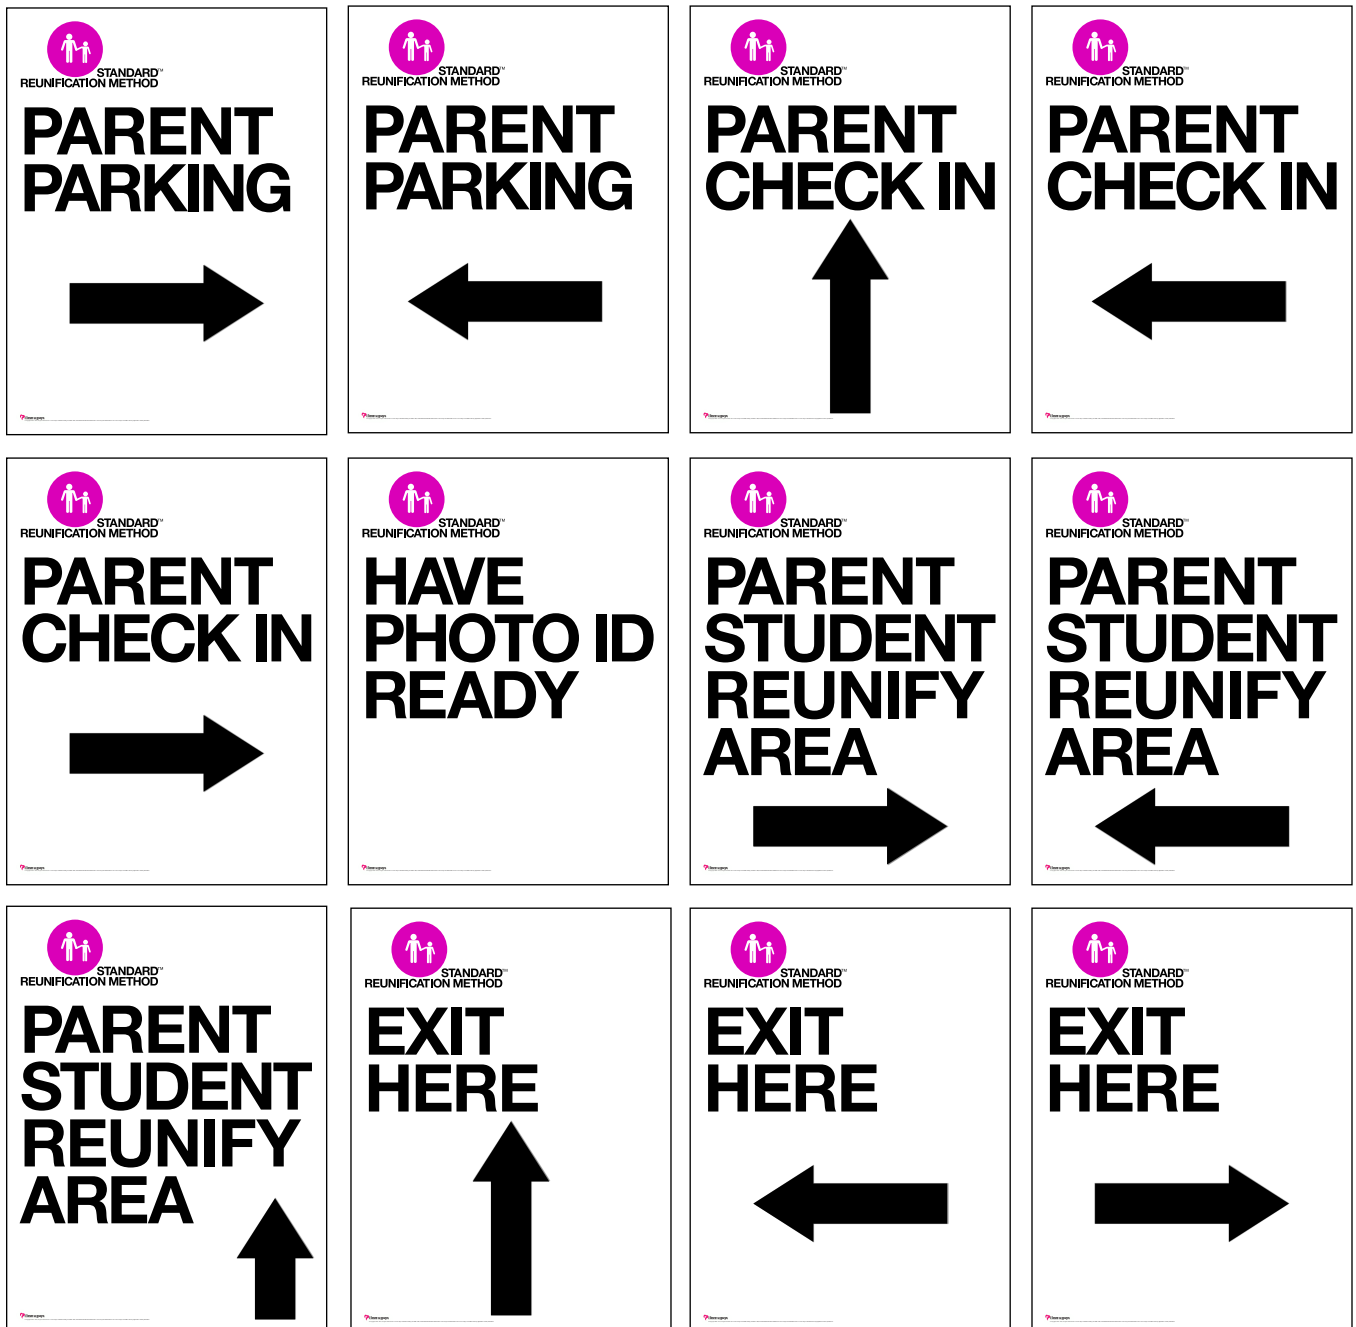 STANDARD™
REUNIFICATION METHOD
PARENT
PARKING
STANDARD™
REUNIFICATION METHOD
PARENT
PARKING
STANDARD™
REUNIFICATION METHOD
PARENT
CHECK IN
STANDARD™
REUNIFICATION METHOD
PARENT
CHECK IN
STANDARD™
REUNIFICATION METHOD
PARENT
CHECK IN
STANDARD™
REUNIFICATION METHOD
HAVE
PHOTO ID
READY
STANDARD™
REUNIFICATION METHOD
PARENT
STUDENT
REUNIFY
AREA
STANDARD™
REUNIFICATION METHOD
PARENT
STUDENT
REUNIFY
AREA
STANDARD™
REUNIFICATION METHOD
PARENT
STUDENT
REUNIFY
AREA
STANDARD™
REUNIFICATION METHOD
EXIT
HERE
STANDARD™
REUNIFICATION METHOD
EXIT
HERE
STANDARD™
REUNIFICATION METHOD
EXIT
HERE